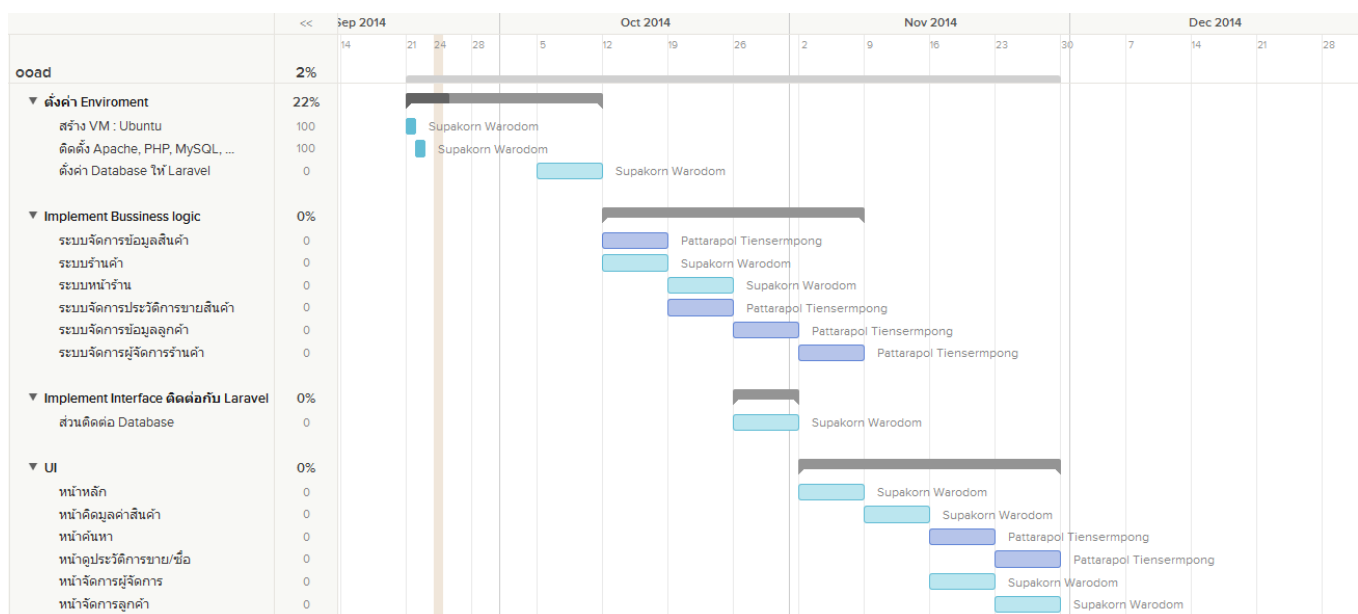 << Sep 2014 Oct 2014 Nov 2014 Dec 2014
14 21 24 28 5 12 19 26 2 9 16 23 30 7 14 21 28
ooad 2%
ตั้งค่า Enviroment 22%
สร้าง VM : Ubuntu 100 Supakorn Warodom
ติดตั้ง Apache, PHP, MySQL, ... 100 Supakorn Warodom
ตั้งค่า Database ให้ Laravel 0 Supakorn Warodom
Implement Bussiness logic 0%
ระบบจัดการข้อมูลสินค้า 0 Pattarapol Tiensermpong
ระบบร้านค้า 0 Supakorn Warodom
ระบบหน้าร้าน 0 Supakorn Warodom
ระบบจัดการประวัติการขายสินค้า 0 Pattarapol Tiensermpong
ระบบจัดการข้อมูลลูกค้า 0 Pattarapol Tiensermpong
ระบบจัดการผู้จัดการร้านค้า 0 Pattarapol Tiensermpong
Implement Interface ติดต่อกับ Laravel 0%
ส่วนติดต่อ Database 0 Supakorn Warodom
UI 0%
หน้าหลัก 0 Supakorn Warodom
หน้าคิดมูลค่าสินค้า 0 Supakorn Warodom
หน้าค้นหา 0 Pattarapol Tiensermpong
หน้าดูประวัติการขาย/ซื้อ 0 Pattarapol Tiensermpong
หน้าจัดการผู้จัดการ 0 Supakorn Warodom
หน้าจัดการลูกค้า 0 Supakorn Warodom